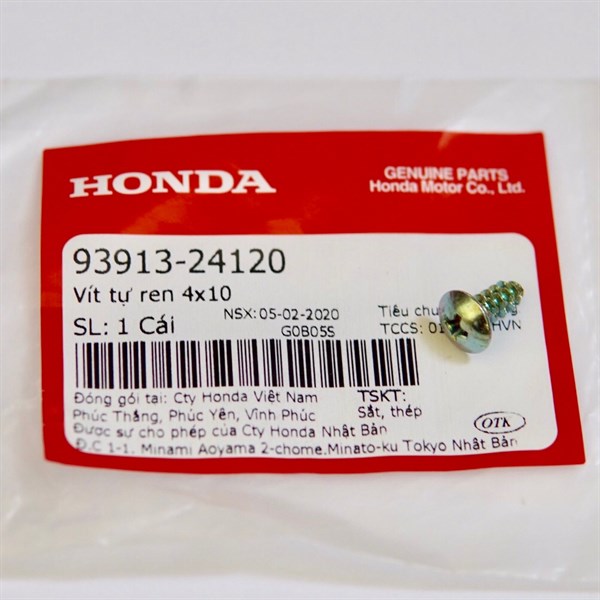 HONDA
GENUINE PARTS
Honda Motor Co., Ltd.
93913-24120
Vít tự ren 4x10
NSX: 05-02-2020
Tiêu
SL: 1 Cái
G0B05S
TCCS: HVN
Đóng gói tại: Cty Honda Việt Nam
TSKT:
Phúc Thắng, Phúc Yên, Vĩnh Phúc
Sắt, thép
Được sự cho phép của Cty Honda Nhật Bản
OTK
Đ.C 1-1. Minami Aoyama 2-chome.Minato-ku Tokyo Nhật Bản